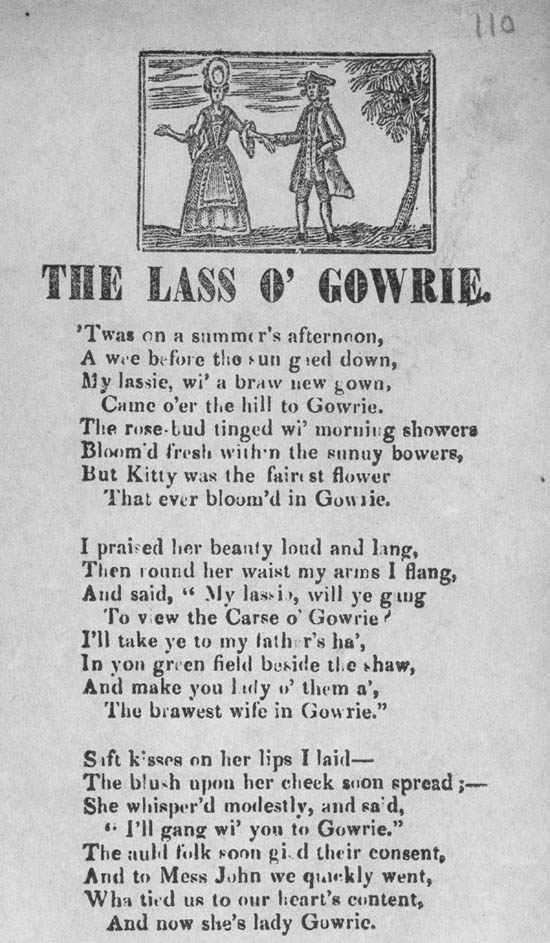 110
THE LASS O' GOWRIE.
'Twas on a summer's afternoon,
A wee before the sun gaed down,
My lassie, wi' a braw new gown,
Came o'er the hill to Gowrie.
The rose-bud tinged wi' morning showers
Bloom'd fresh within the sunny bowers,
But Kitty was the fairest flower
That ever bloom'd in Gowrie.
I praised her beauty loud and lang,
Then round her waist my arms I flang,
And said, “ My lassie, will ye gang
To view the Carse o' Gowrie?
I'll take ye to my father's ha',
In yon green field beside the shaw,
And make you lady o' them a',
The brawest wife in Gowrie.”
Saft kisses on her lips I laid—
The blush upon her cheek soon spread ;—
She whisper'd modestly, and said,
“ I'll gang wi' you to Gowrie.”
The auld folk soon gied their consent,
And to Mess John we quickly went,
Wha tied us to our heart's content,
And now she's lady Gowrie.